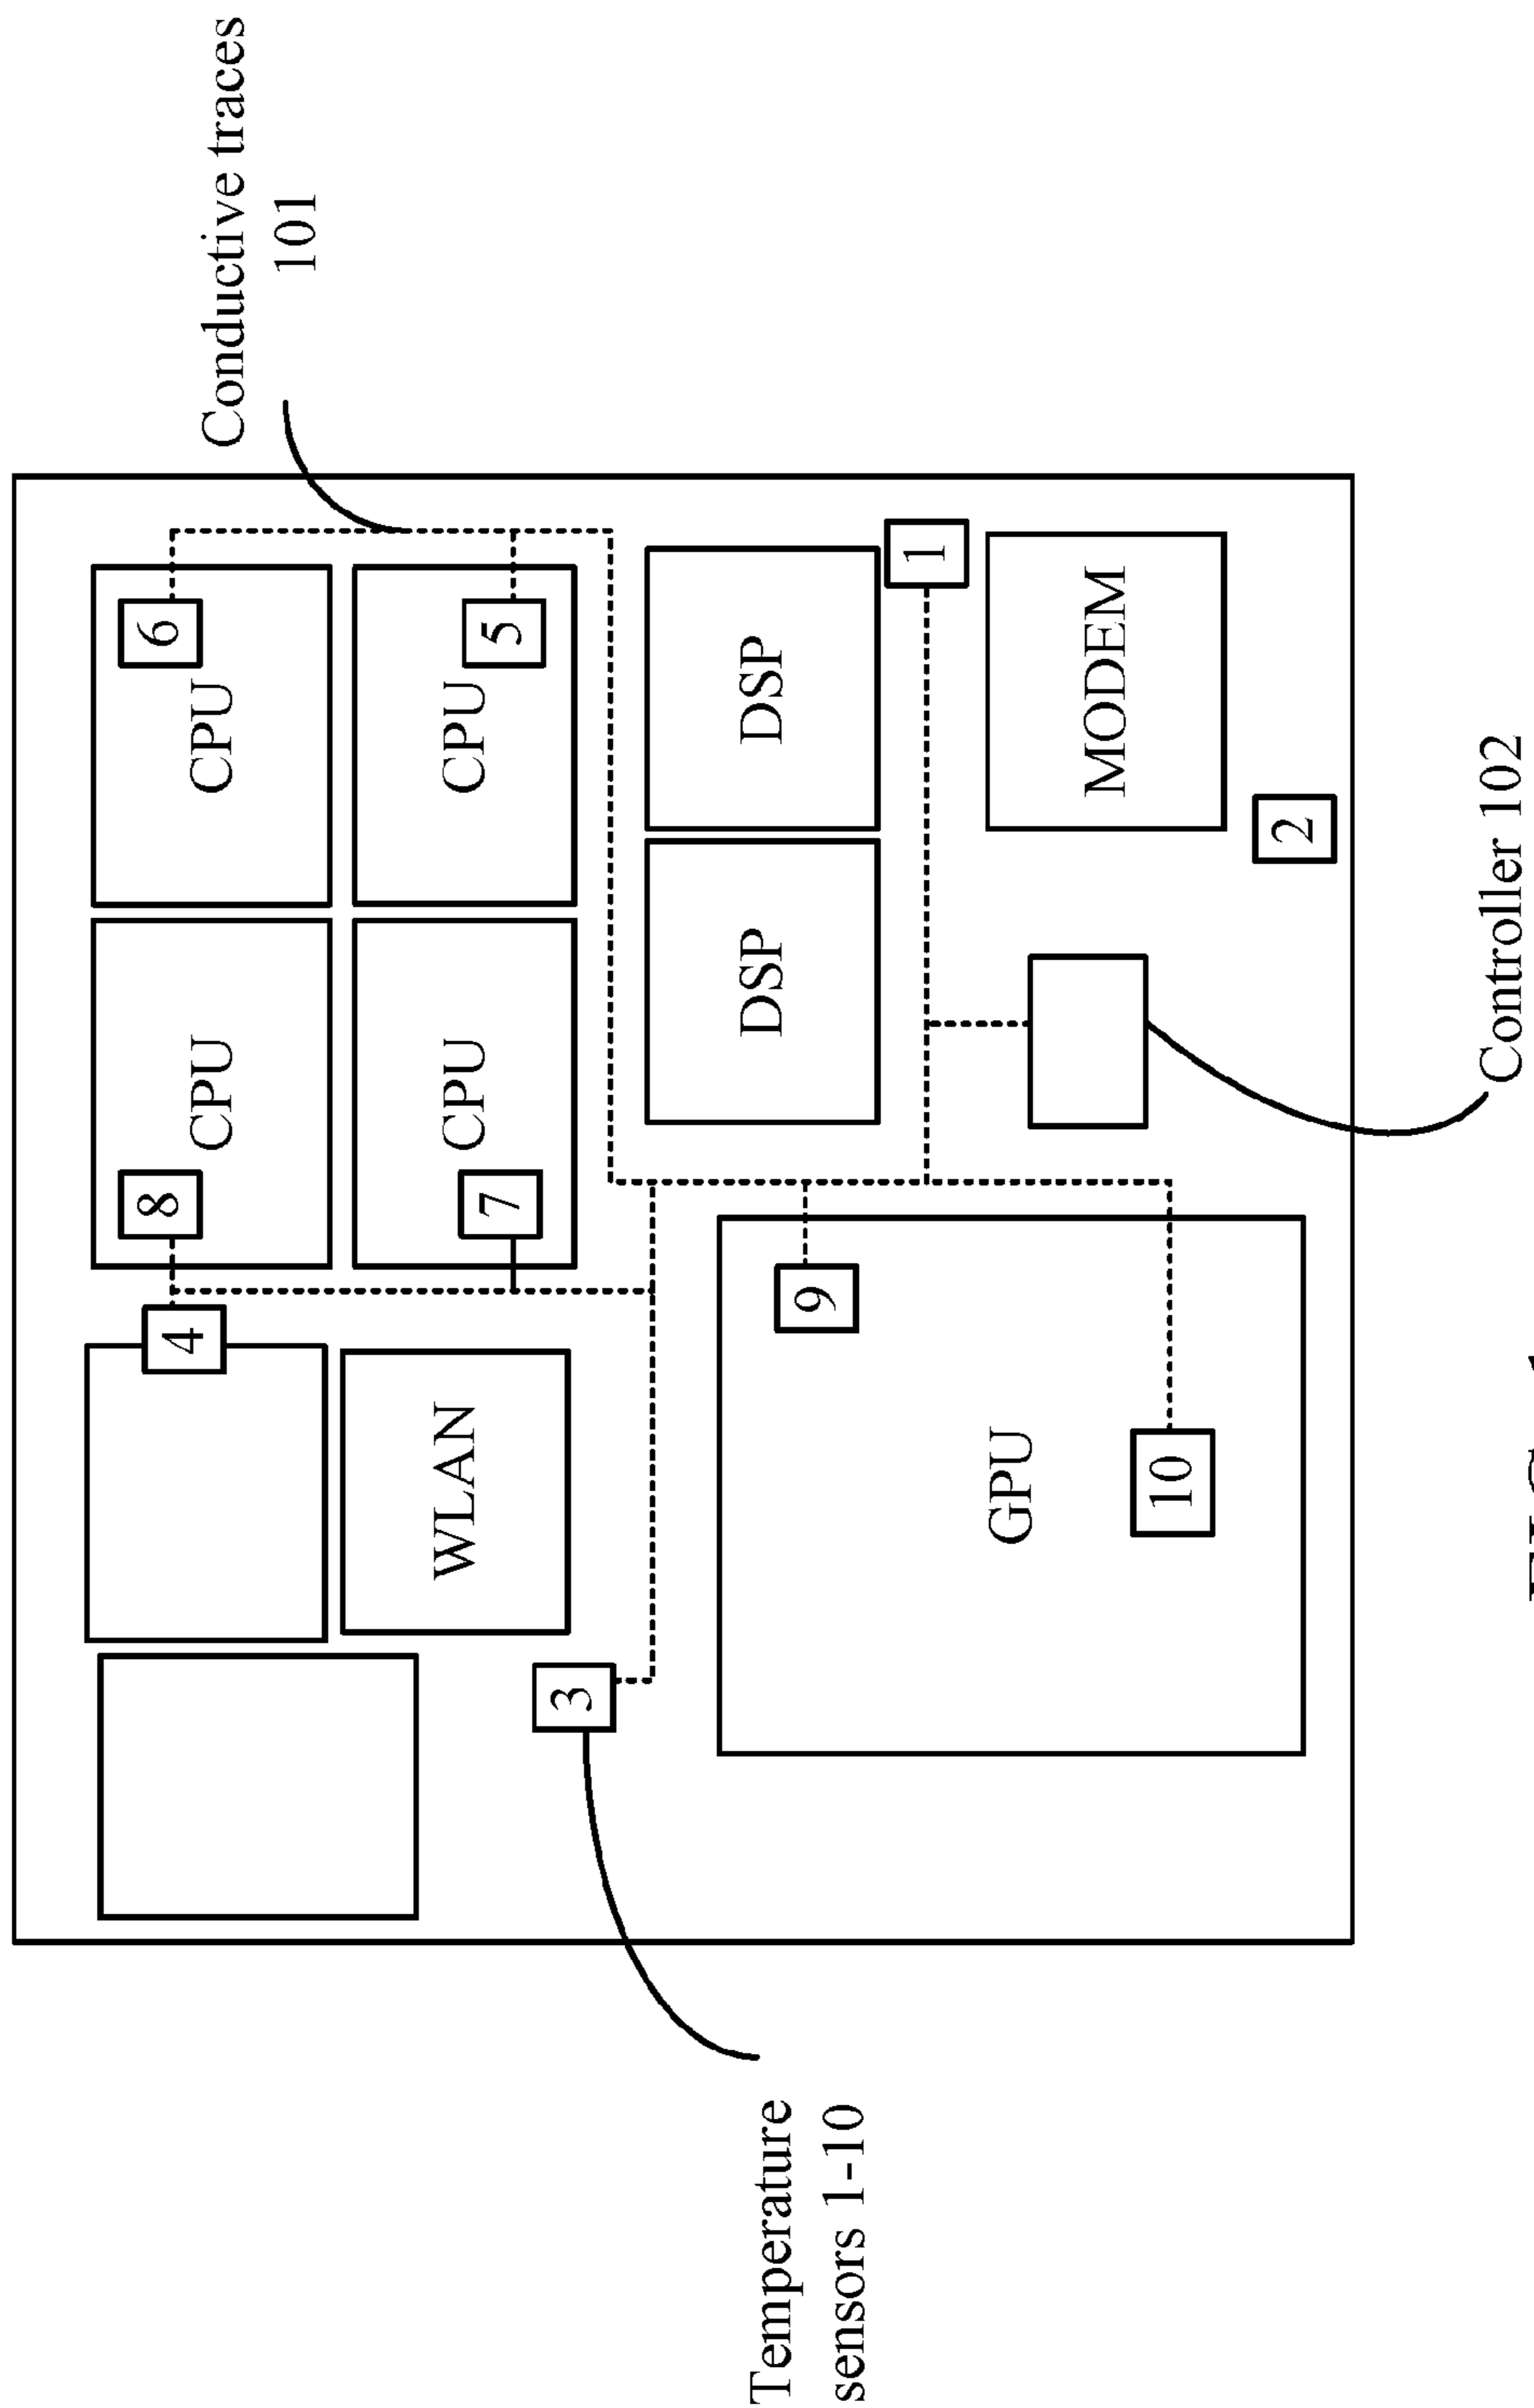 4
8
6
CPU
CPU
Conductive traces
101
WLAN
CPU
CPU
7
5
3
DSP
DSP
Temperature
sensors 1-10
9
1
GPU
MODEM
10
2
Controller 102